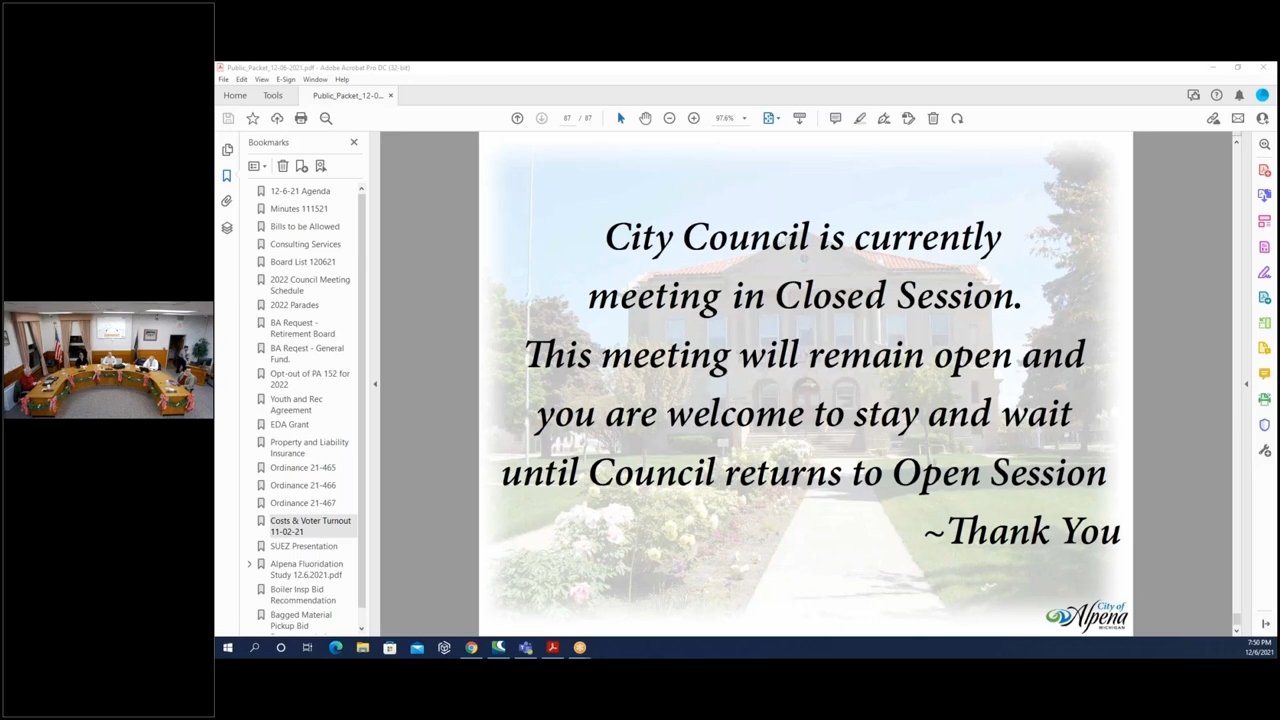 Public_Packet_12-06-2021.pdf - Adobe Acrobat Pro DC (32-bit)
File Edit View E-Sign Window Help
Home Tools Public_Packet_12-0... ×
87 / 87 97.6%
Bookmarks
12-6-21 Agenda
Minutes 111521
Bills to be Allowed
Consulting Services
Board List 120621
2022 Council Meeting
Schedule
2022 Parades
BA Request -
Retirement Board
BA Reqest - General
Fund.
Opt-out of PA 152 for
2022
Youth and Rec
Agreement
EDA Grant
Property and Liability
Insurance
Ordinance 21-465
Ordinance 21-466
Ordinance 21-467
Costs & Voter Turnout
11-02-21
SUEZ Presentation
Alpena Fluoridation
Study 12.6.2021.pdf
Boiler Insp Bid
Recommendation
Bagged Material
Pickup Bid
City Council is currently
meeting in Closed Session.
This meeting will remain open and
you are welcome to stay and wait
until Council returns to Open Session
~Thank You
City of
Alpena
MICHIGAN
7:50 PM
12/6/2021